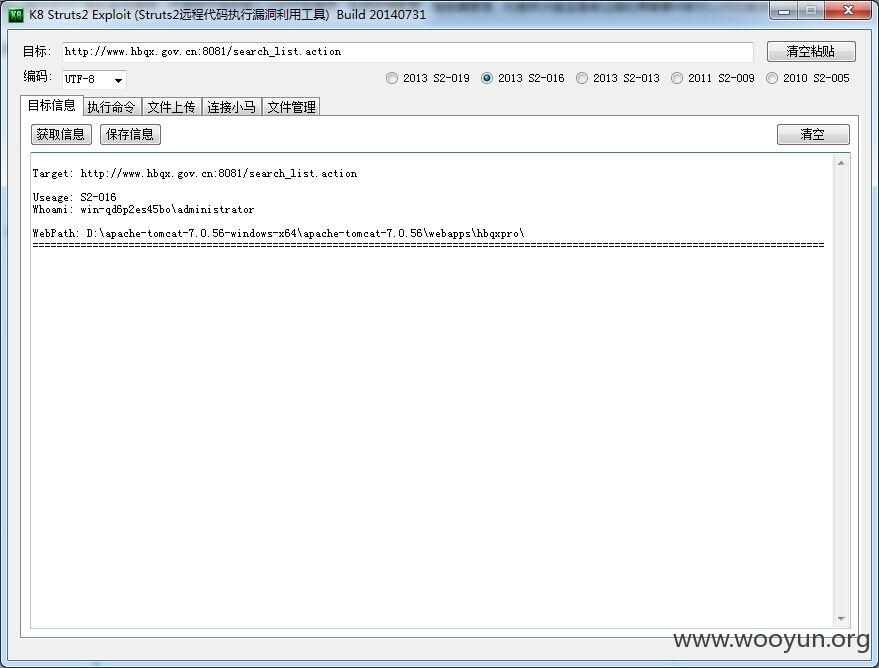 K8 Struts2 Exploit (Struts2远程代码执行漏洞利用工具) Build 20140731
目标: http://www.hbqx.gov.cn:8081/search_list.action 清空粘贴
编码: UTF-8 2013 S2-019 2013 S2-016 2013 S2-013 2011 S2-009 2010 S2-005
目标信息 执行命令 文件上传 连接小马 文件管理
获取信息 保存信息 清空
Target: http://www.hbqx.gov.cn:8081/search_list.action
Useage: S2-016
Whoami: win-qd6p2es45bo\administrator
WebPath: D:\apache-tomcat-7.0.56-windows-x64\apache-tomcat-7.0.56\webapps\hbqxpro\
www.wooyun.org